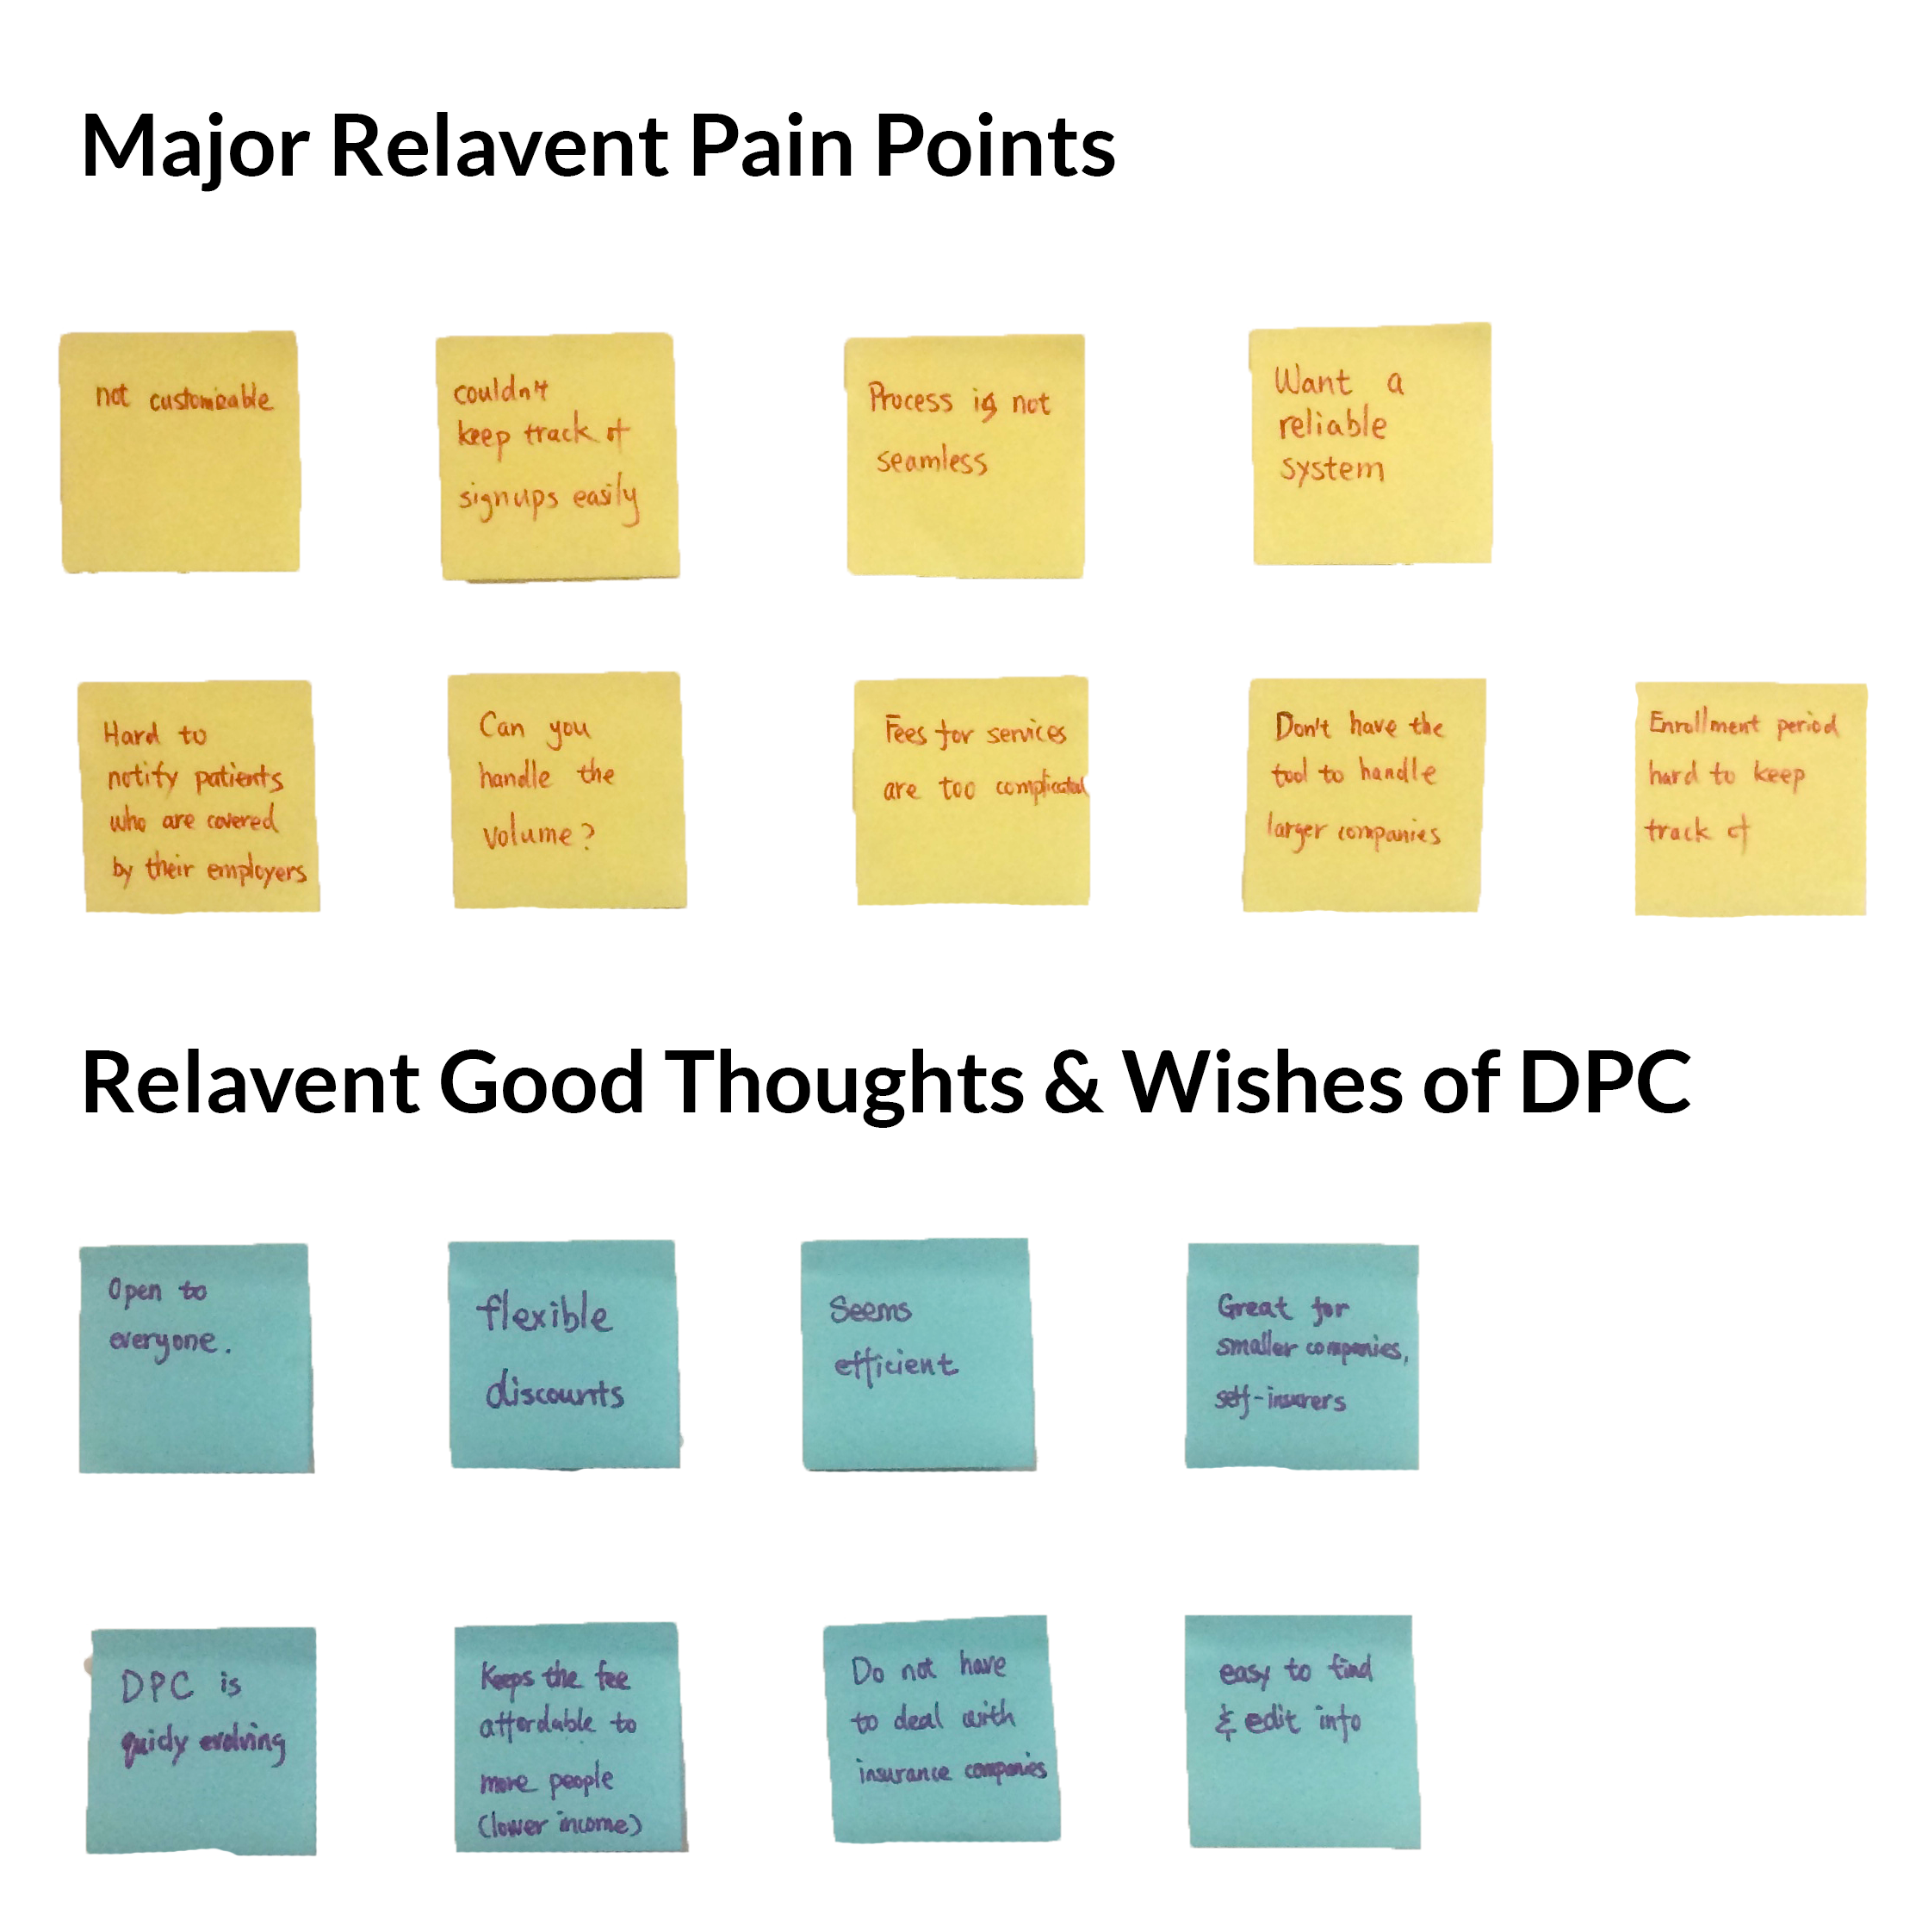 Major Relavent Pain Points
not customizable
couldn't
keep track of
signups easily
Process is not
seamless
Want a
reliable
system
Hard to
notify patients
who are covered
by their employers
Can you
handle the
volume?
Fees for services
are too complicated
Don't have the
tool to handle
larger companies
Enrollment period
hard to keep
track of
Relavent Good Thoughts & Wishes of DPC
Open to
everyone.
flexible
discounts
Seems
efficient
Great for
smaller companies,
self-insurers
DPC is
quicly evolving
Keeps the fee
affordable to
more people
(lower income)
Do not have
to deal with
insurance companies
easy to find
& edit info